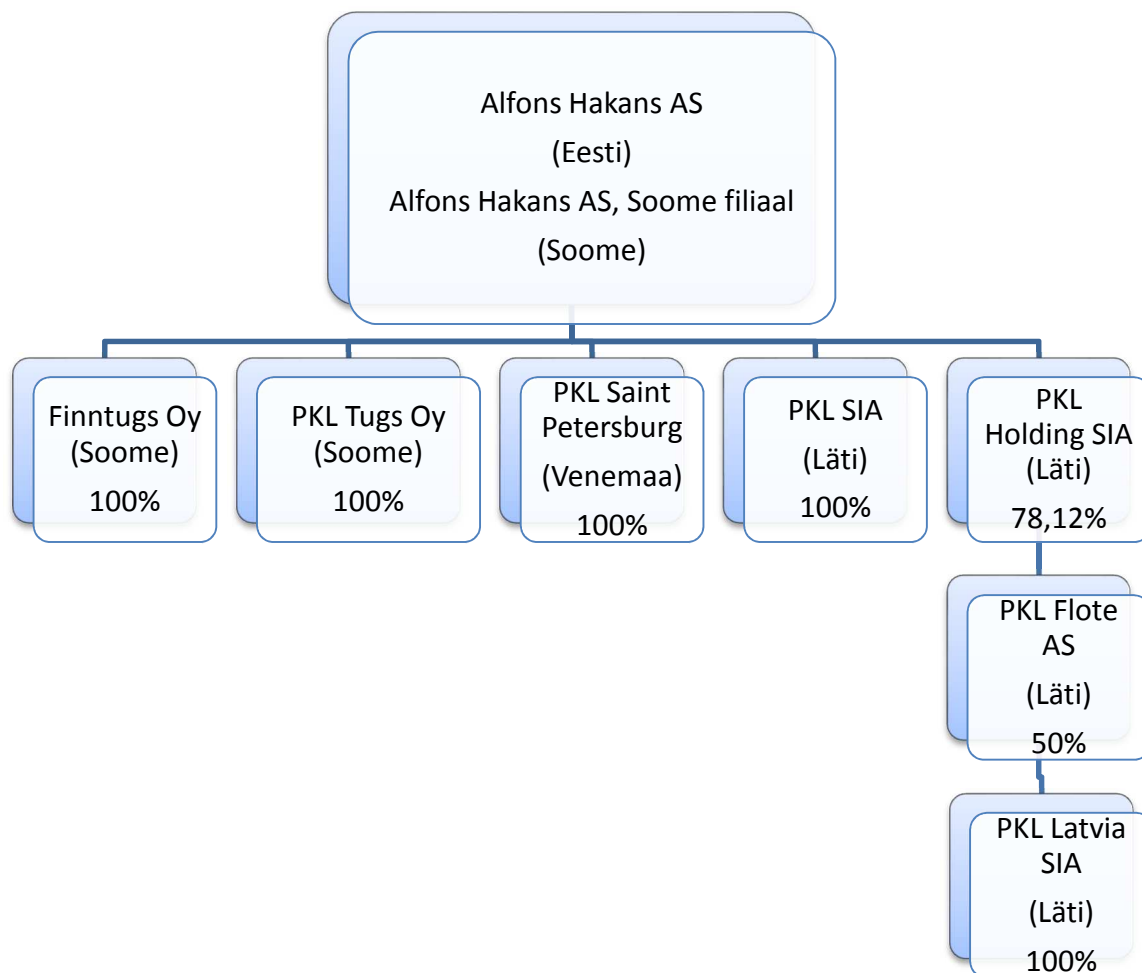 Alfons Hakans AS
(Eesti)
Alfons Hakans AS, Soome filiaal
(Soome)
Finntugs Oy
(Soome)
100%
PKL Tugs Oy
(Soome)
100%
PKL Saint
Petersburg
(Venemaa)
100%
PKL SIA
(Läti)
100%
PKL
Holding SIA
(Läti)
78,12%
PKL Flote
AS
(Läti)
50%
PKL Latvia
SIA
(Läti)
100%